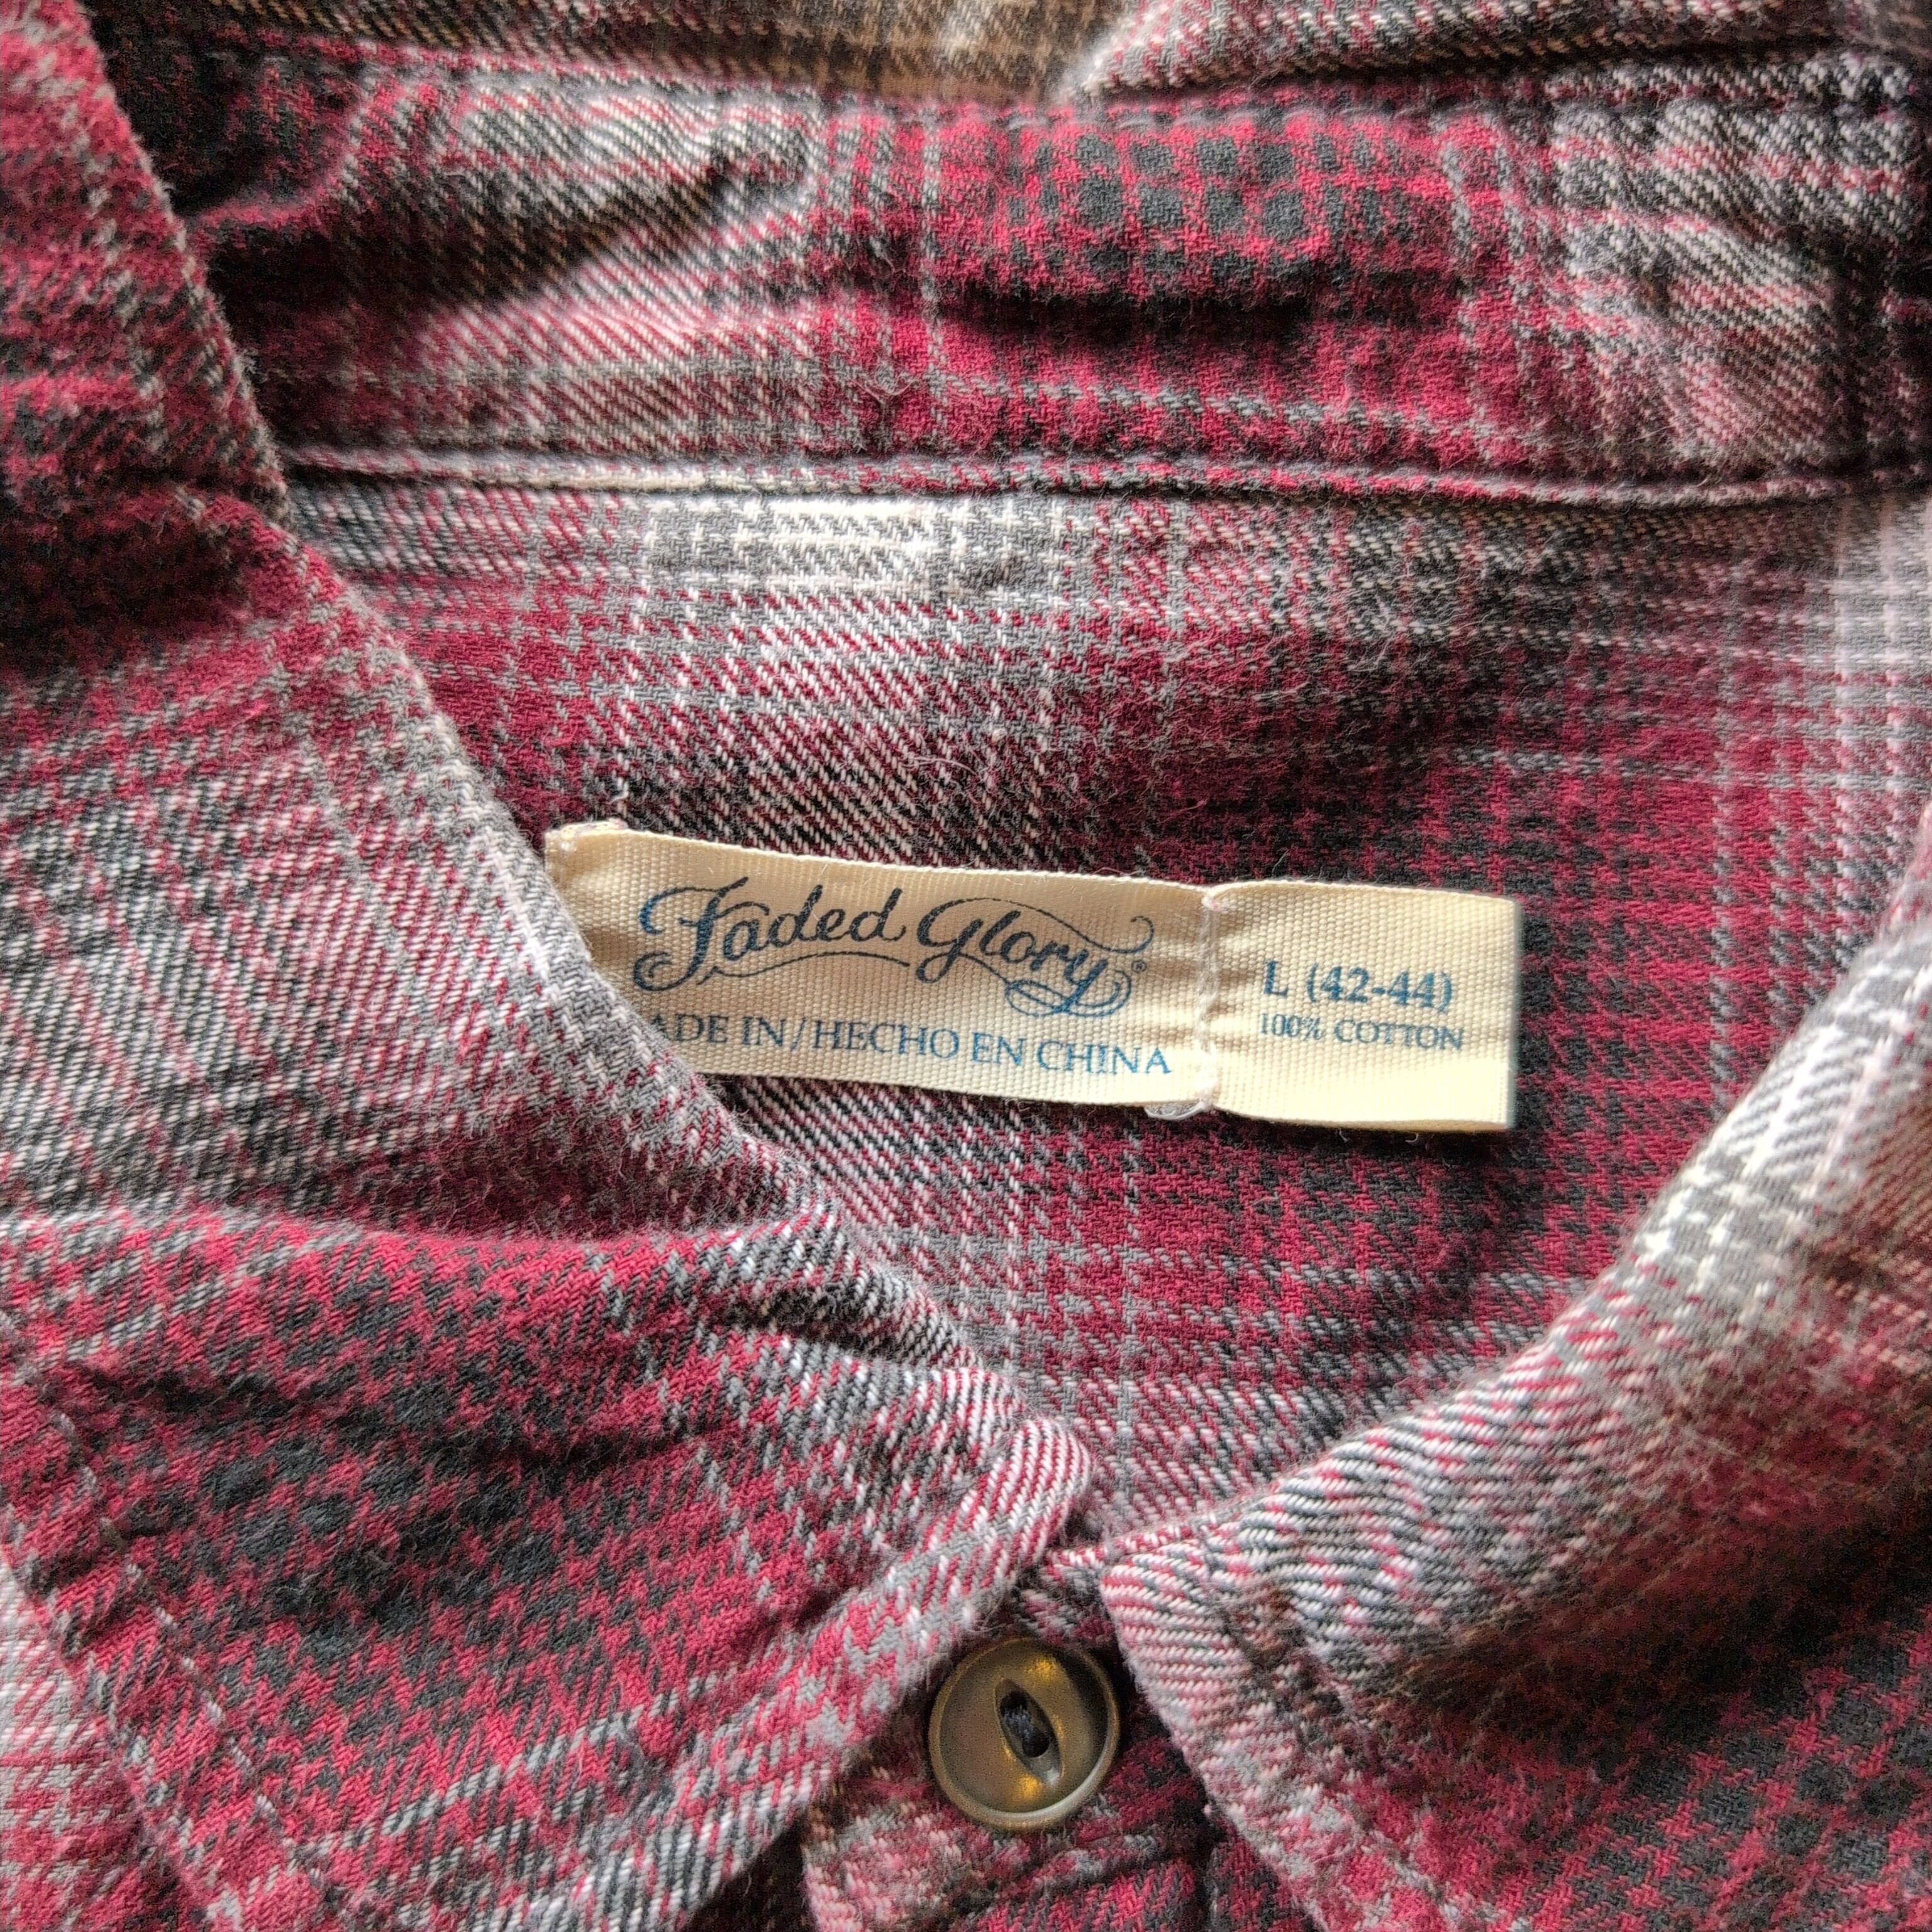 Faded Glory®
ADE IN/HECHO EN CHINA
L (42-44)
100% COTTON